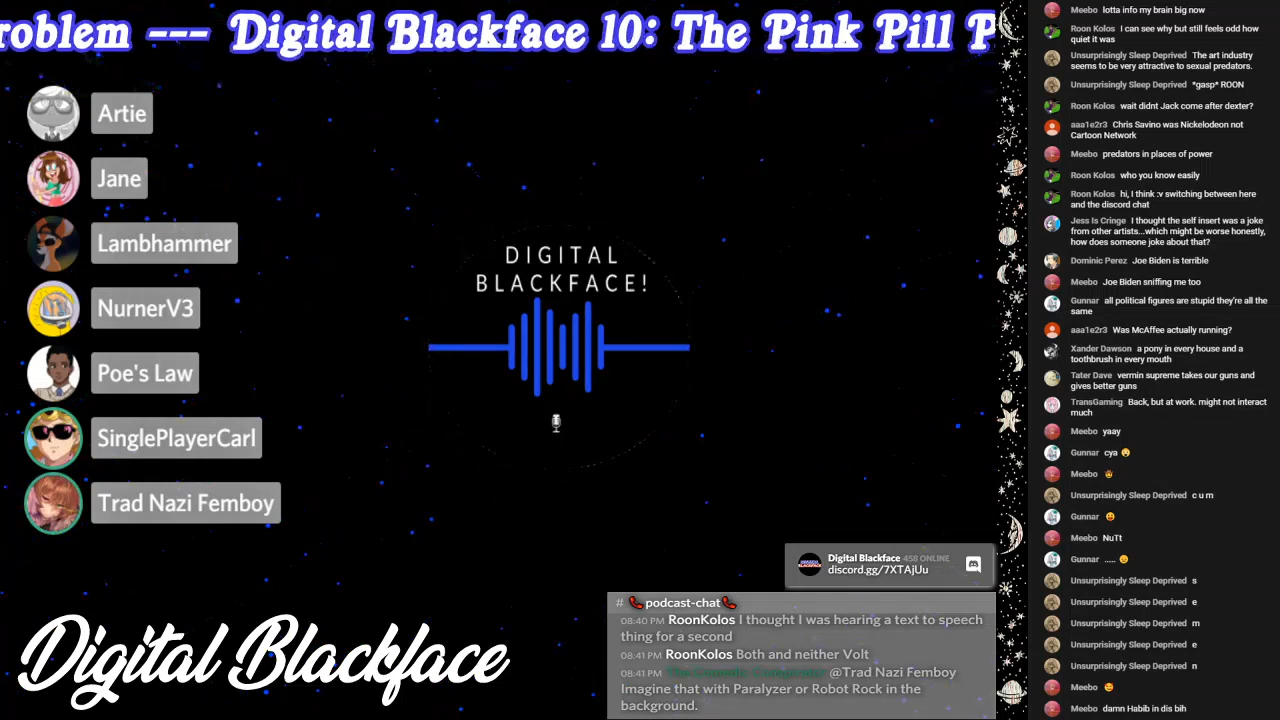 roblem --- Digital Blackface 10: The Pink Pill P
Artie
Jane
Lambhammer
NurnerV3
Poe's Law
SinglePlayerCarl
Trad Nazi Femboy
DIGITAL
BLACKFACE!
Digital Blackface
Digital Blackface 458 ONLINE
discord.gg/7XTAjUu
# 📞podcast-chat📞
08:40 PM RoonKolos I thought I was hearing a text to speech
thing for a second
08:41 PM RoonKolos Both and neither Volt
08:41 PM @Trad Nazi Femboy
Imagine that with Paralyzer or Robot Rock in the
background.
Meebo lotta info my brain big now
Roon Kolos I can see why but still feels odd how
quiet it was
Unsurprisingly Sleep Deprived The art industry
seems to be very attractive to sexual predators.
Unsurprisingly Sleep Deprived *gasp* ROON
Roon Kolos wait didnt Jack come after dexter?
aaa1e2r3 Chris Savino was Nickelodeon not
Cartoon Network
Meebo predators in places of power
Roon Kolos who you know easily
Roon Kolos hi, I think :v switching between here
and the discord chat
Jess Is Cringe I thought the self insert was a joke
from other artists...which might be worse honestly,
how does someone joke about that?
Dominic Perez Joe Biden is terrible
Meebo Joe Biden sniffing me too
Gunnar all political figures are stupid they're all the
same
aaa1e2r3 Was McAffee actually running?
Xander Dawson a pony in every house and a
toothbrush in every mouth
Tater Dave vermin supreme takes our guns and
gives better guns
TransGaming Back, but at work. might not interact
much
Meebo yaay
Gunnar cya
Meebo
Unsurprisingly Sleep Deprived c u m
Gunnar
Meebo NuTt
Gunnar .....
Unsurprisingly Sleep Deprived s
Unsurprisingly Sleep Deprived e
Unsurprisingly Sleep Deprived m
Unsurprisingly Sleep Deprived e
Unsurprisingly Sleep Deprived n
Meebo
Meebo damn Habib in dis bih